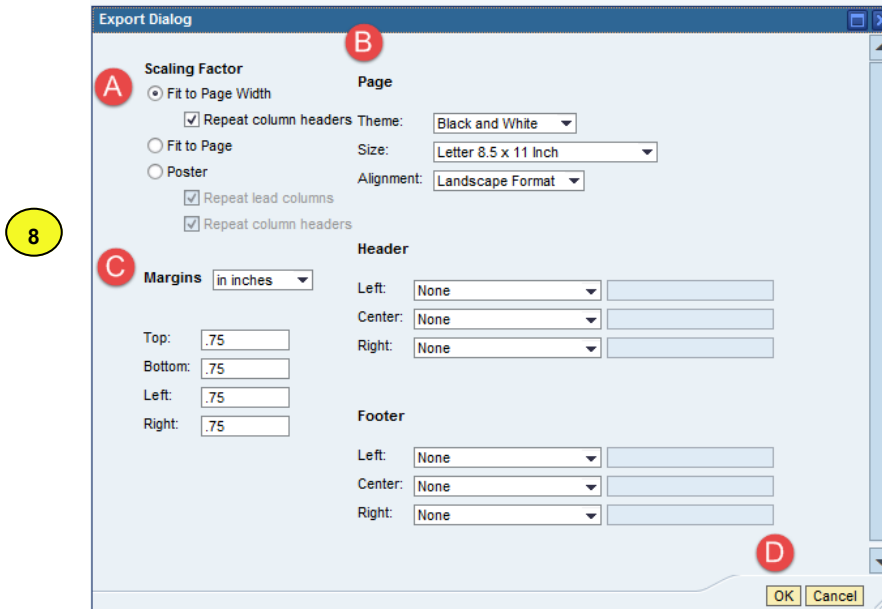 Export Dialog
B
A
Scaling Factor
Fit to Page Width
Repeat column headers
Fit to Page
Poster
Repeat lead columns
Repeat column headers
Page
Theme: Black and White
Size: Letter 8.5 x 11 Inch
Alignment: Landscape Format
8
C
Margins in inches
Top: .75
Bottom: .75
Left: .75
Right: .75
Header
Left: None
Center: None
Right: None
Footer
Left: None
Center: None
Right: None
D
OK Cancel